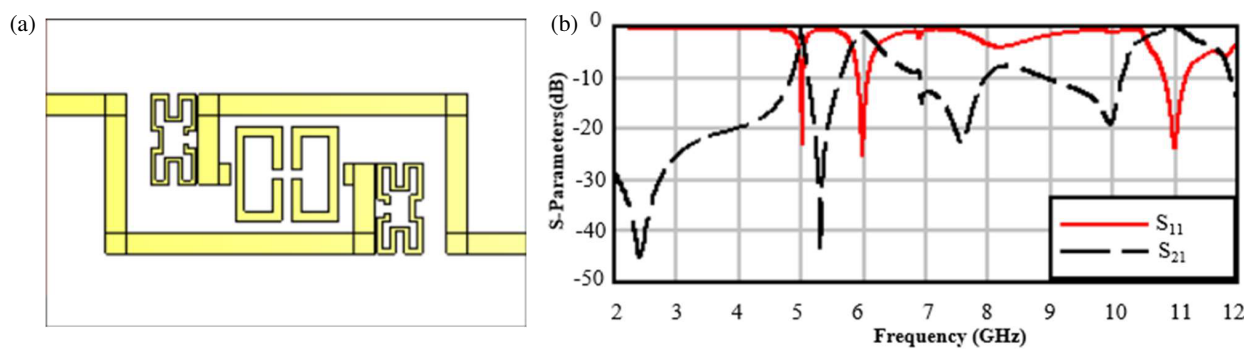 (a)
(b)
S-Parameters(dB)
0
-10
-20
-30
-40
-50
S11
S21
2 3 4 5 6 7 8 9 10 11 12
Frequency (GHz)